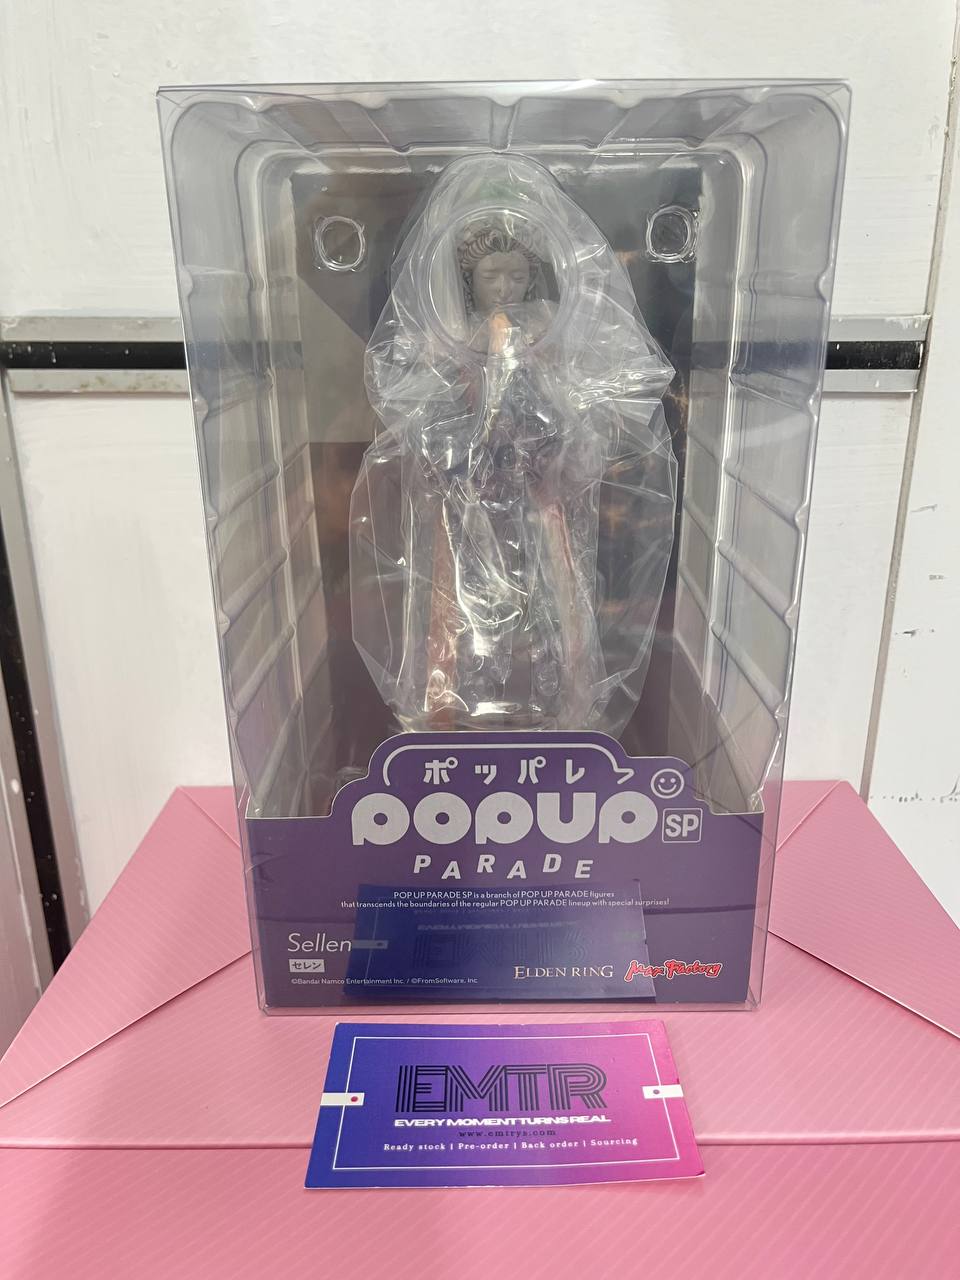 ポッパレ
POPUP
SP
PARADE
POP UP PARADE SP is a branch of POP UP PARADE figures
that transcends the boundaries of the regular POP UP PARADE lineup with special surprises!
Sellen
セレン
ELDEN RING
Max Factory
©Bandai Namco Entertainment Inc. / ©FromSoftware, Inc.
EMTR
EVERY MOMENT TURNS REAL
www.emtrys.com
Ready stock | Pre-order | Back order | Sourcing